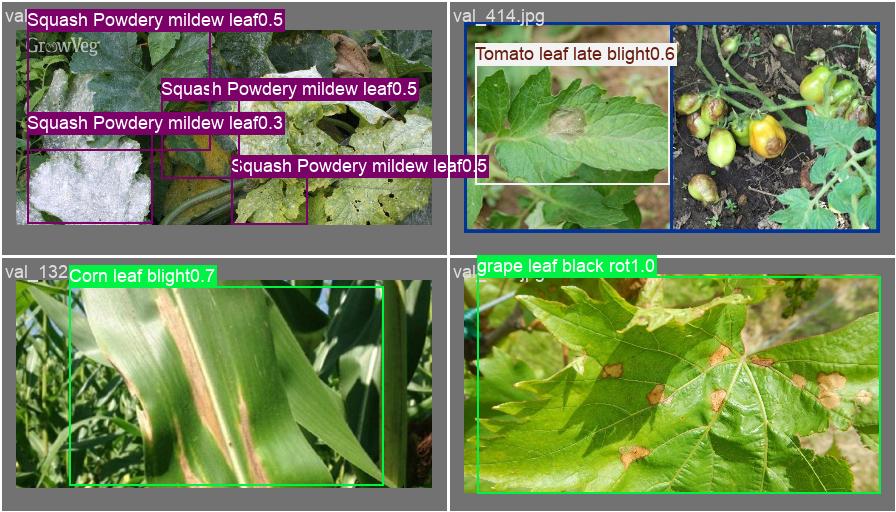 val
Squash Powdery mildew leaf0.5
GrowVeg
Squash Powdery mildew leaf0.5
Squash Powdery mildew leaf0.3
Squash Powdery mildew leaf0.5
val_414.jpg
Tomato leaf late blight0.6
val_132
Corn leaf blight0.7
val
grape leaf black rot1.0